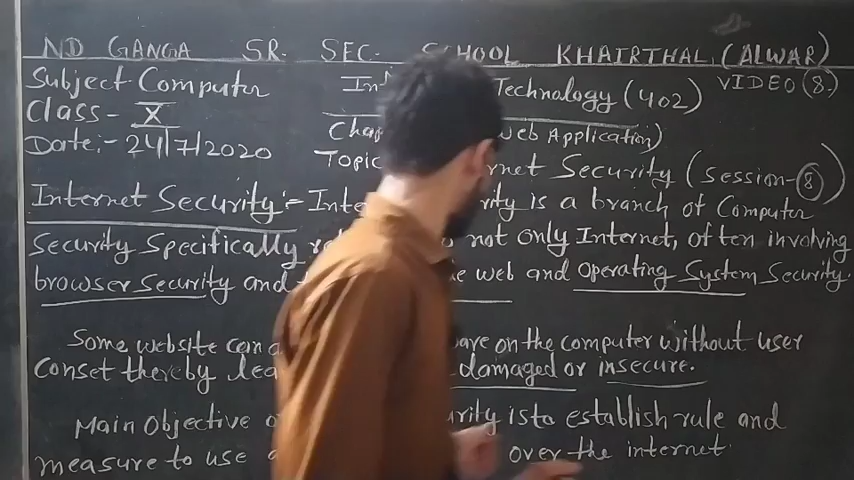 ND GANGA SR. SEC. SCHOOL KHAIRTHAL (ALWAR)
Subject Computer In Technology (402) VIDEO (8.)
Class - X Chap Web Application)
Date:- 24/7/2020 Topic rnet Security (Session-8)
Internet Security:- Inte rity is a branch of Computer
Security Specifically not only Internet, often involving
browser security and web and operating System Security.
Some website can are on the computer without user
Conset thereby lea damaged or insecure.
Main Objective o urity is to establish rule and
measure to use over the internet.